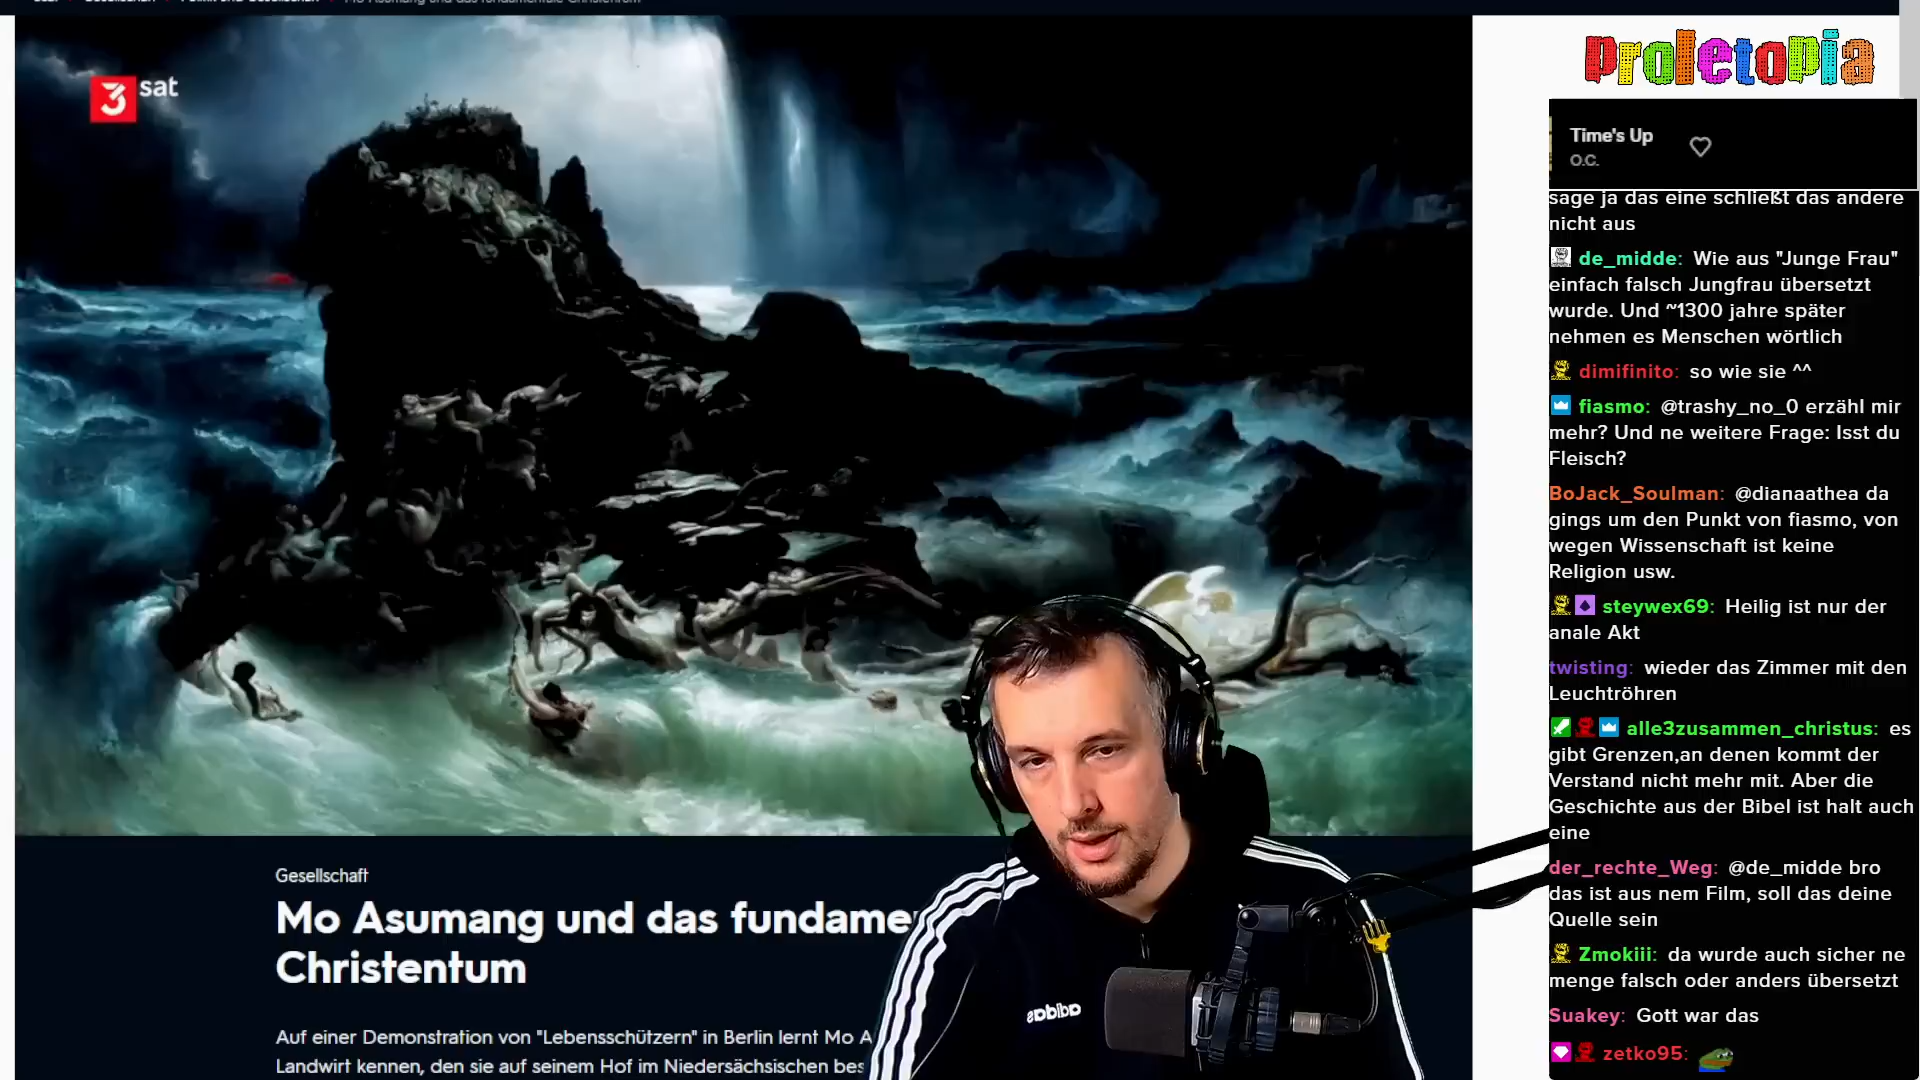 3 sat
Gesellschaft
Mo Asumang und das fundame
Christentum
Auf einer Demonstration von "Lebensschützern" in Berlin lernt Mo A
Landwirt kennen, den sie auf seinem Hof im Niedersächsischen bes
adidas
Proletopia
Time's Up
O.C.
sage ja das eine schließt das andere
nicht aus
de_midde: Wie aus "Junge Frau"
einfach falsch Jungfrau übersetzt
wurde. Und ~1300 jahre später
nehmen es Menschen wörtlich
dimifinito: so wie sie ^^
fiasmo: @trashy_no_0 erzähl mir
mehr? Und ne weitere Frage: Isst du
Fleisch?
BoJack_Soulman: @dianaathea da
gings um den Punkt von fiasmo, von
wegen Wissenschaft ist keine
Religion usw.
steywex69: Heilig ist nur der
anale Akt
twisting: wieder das Zimmer mit den
Leuchtröhren
alle3zusammen_christus: es
gibt Grenzen,an denen kommt der
Verstand nicht mehr mit. Aber die
Geschichte aus der Bibel ist halt auch
eine
der_rechte_Weg: @de_midde bro
das ist aus nem Film, soll das deine
Quelle sein
Zmokiii: da wurde auch sicher ne
menge falsch oder anders übersetzt
Suakey: Gott war das
zetko95: